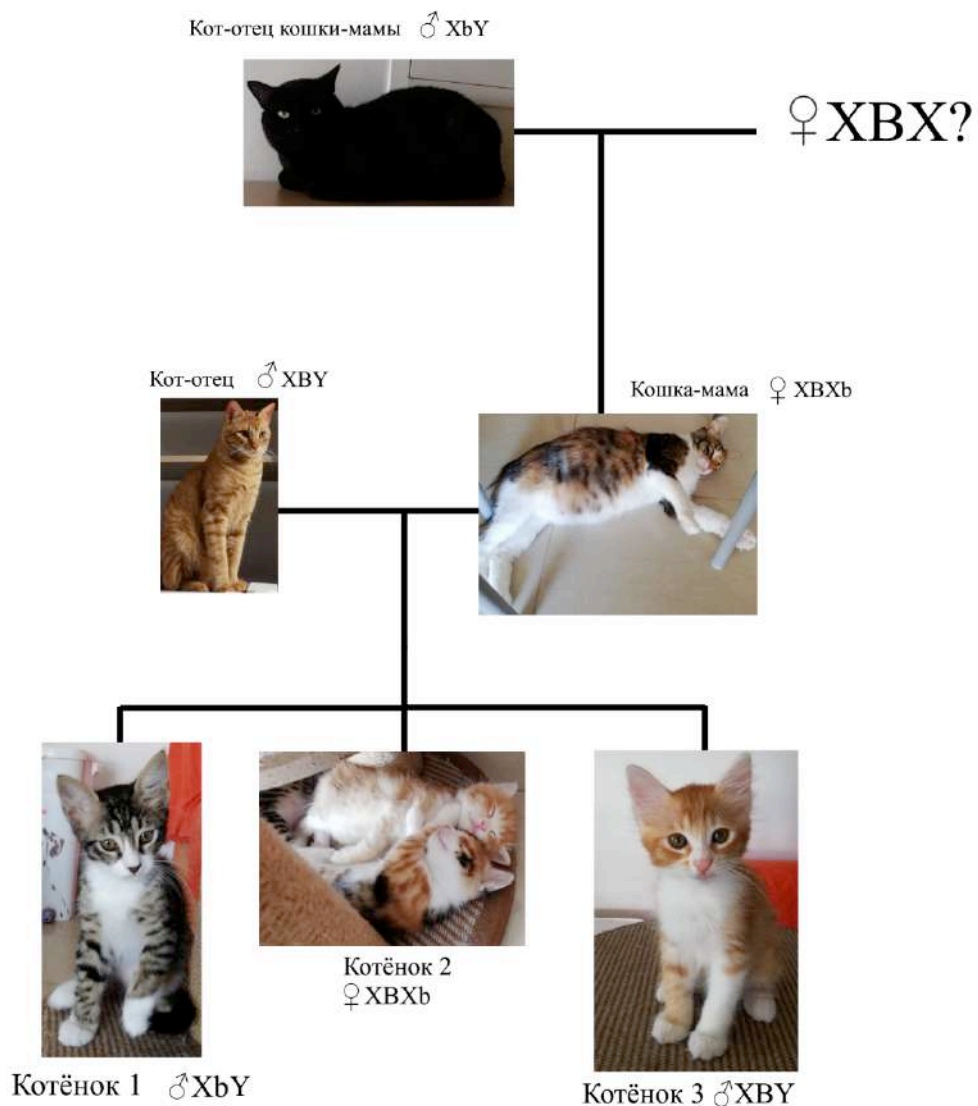 Кот-отец кошки-мамы ♂ XbY
♀XBX?
Кот-отец ♂ XBY
Кошка-мама ♀ XBXb
Котёнок 2
♀XBXb
Котёнок 1 ♂XbY
Котёнок 3 ♂XBY